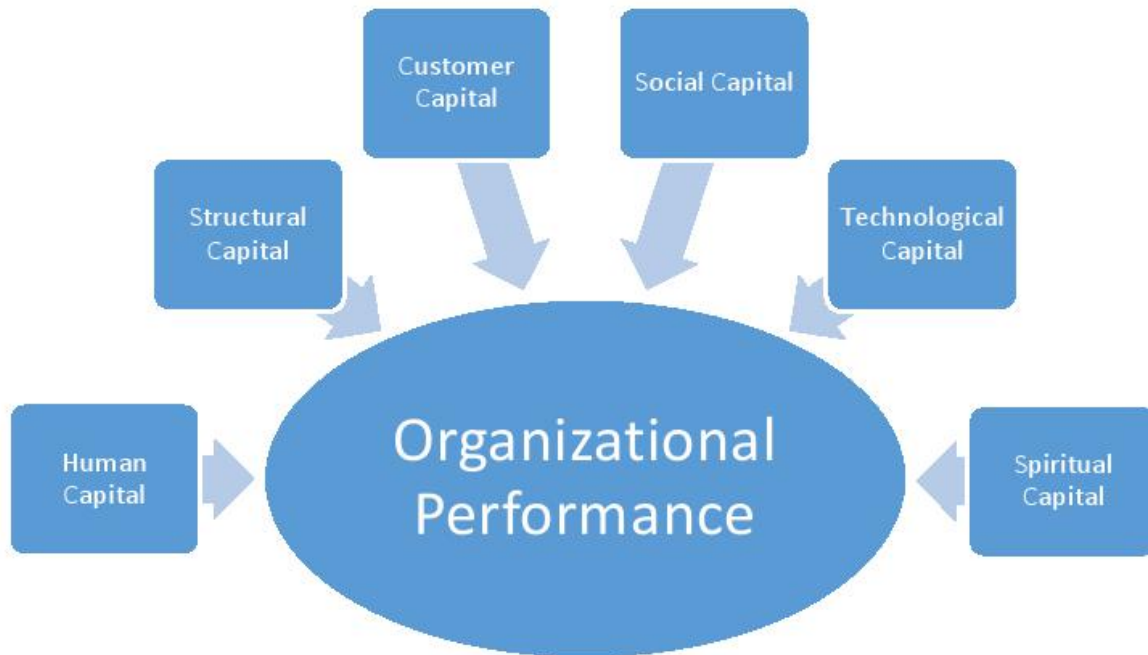 Customer
Capital
Social Capital
Structural
Capital
Technological
Capital
Human
Capital
Organizational
Performance
Spiritual
Capital